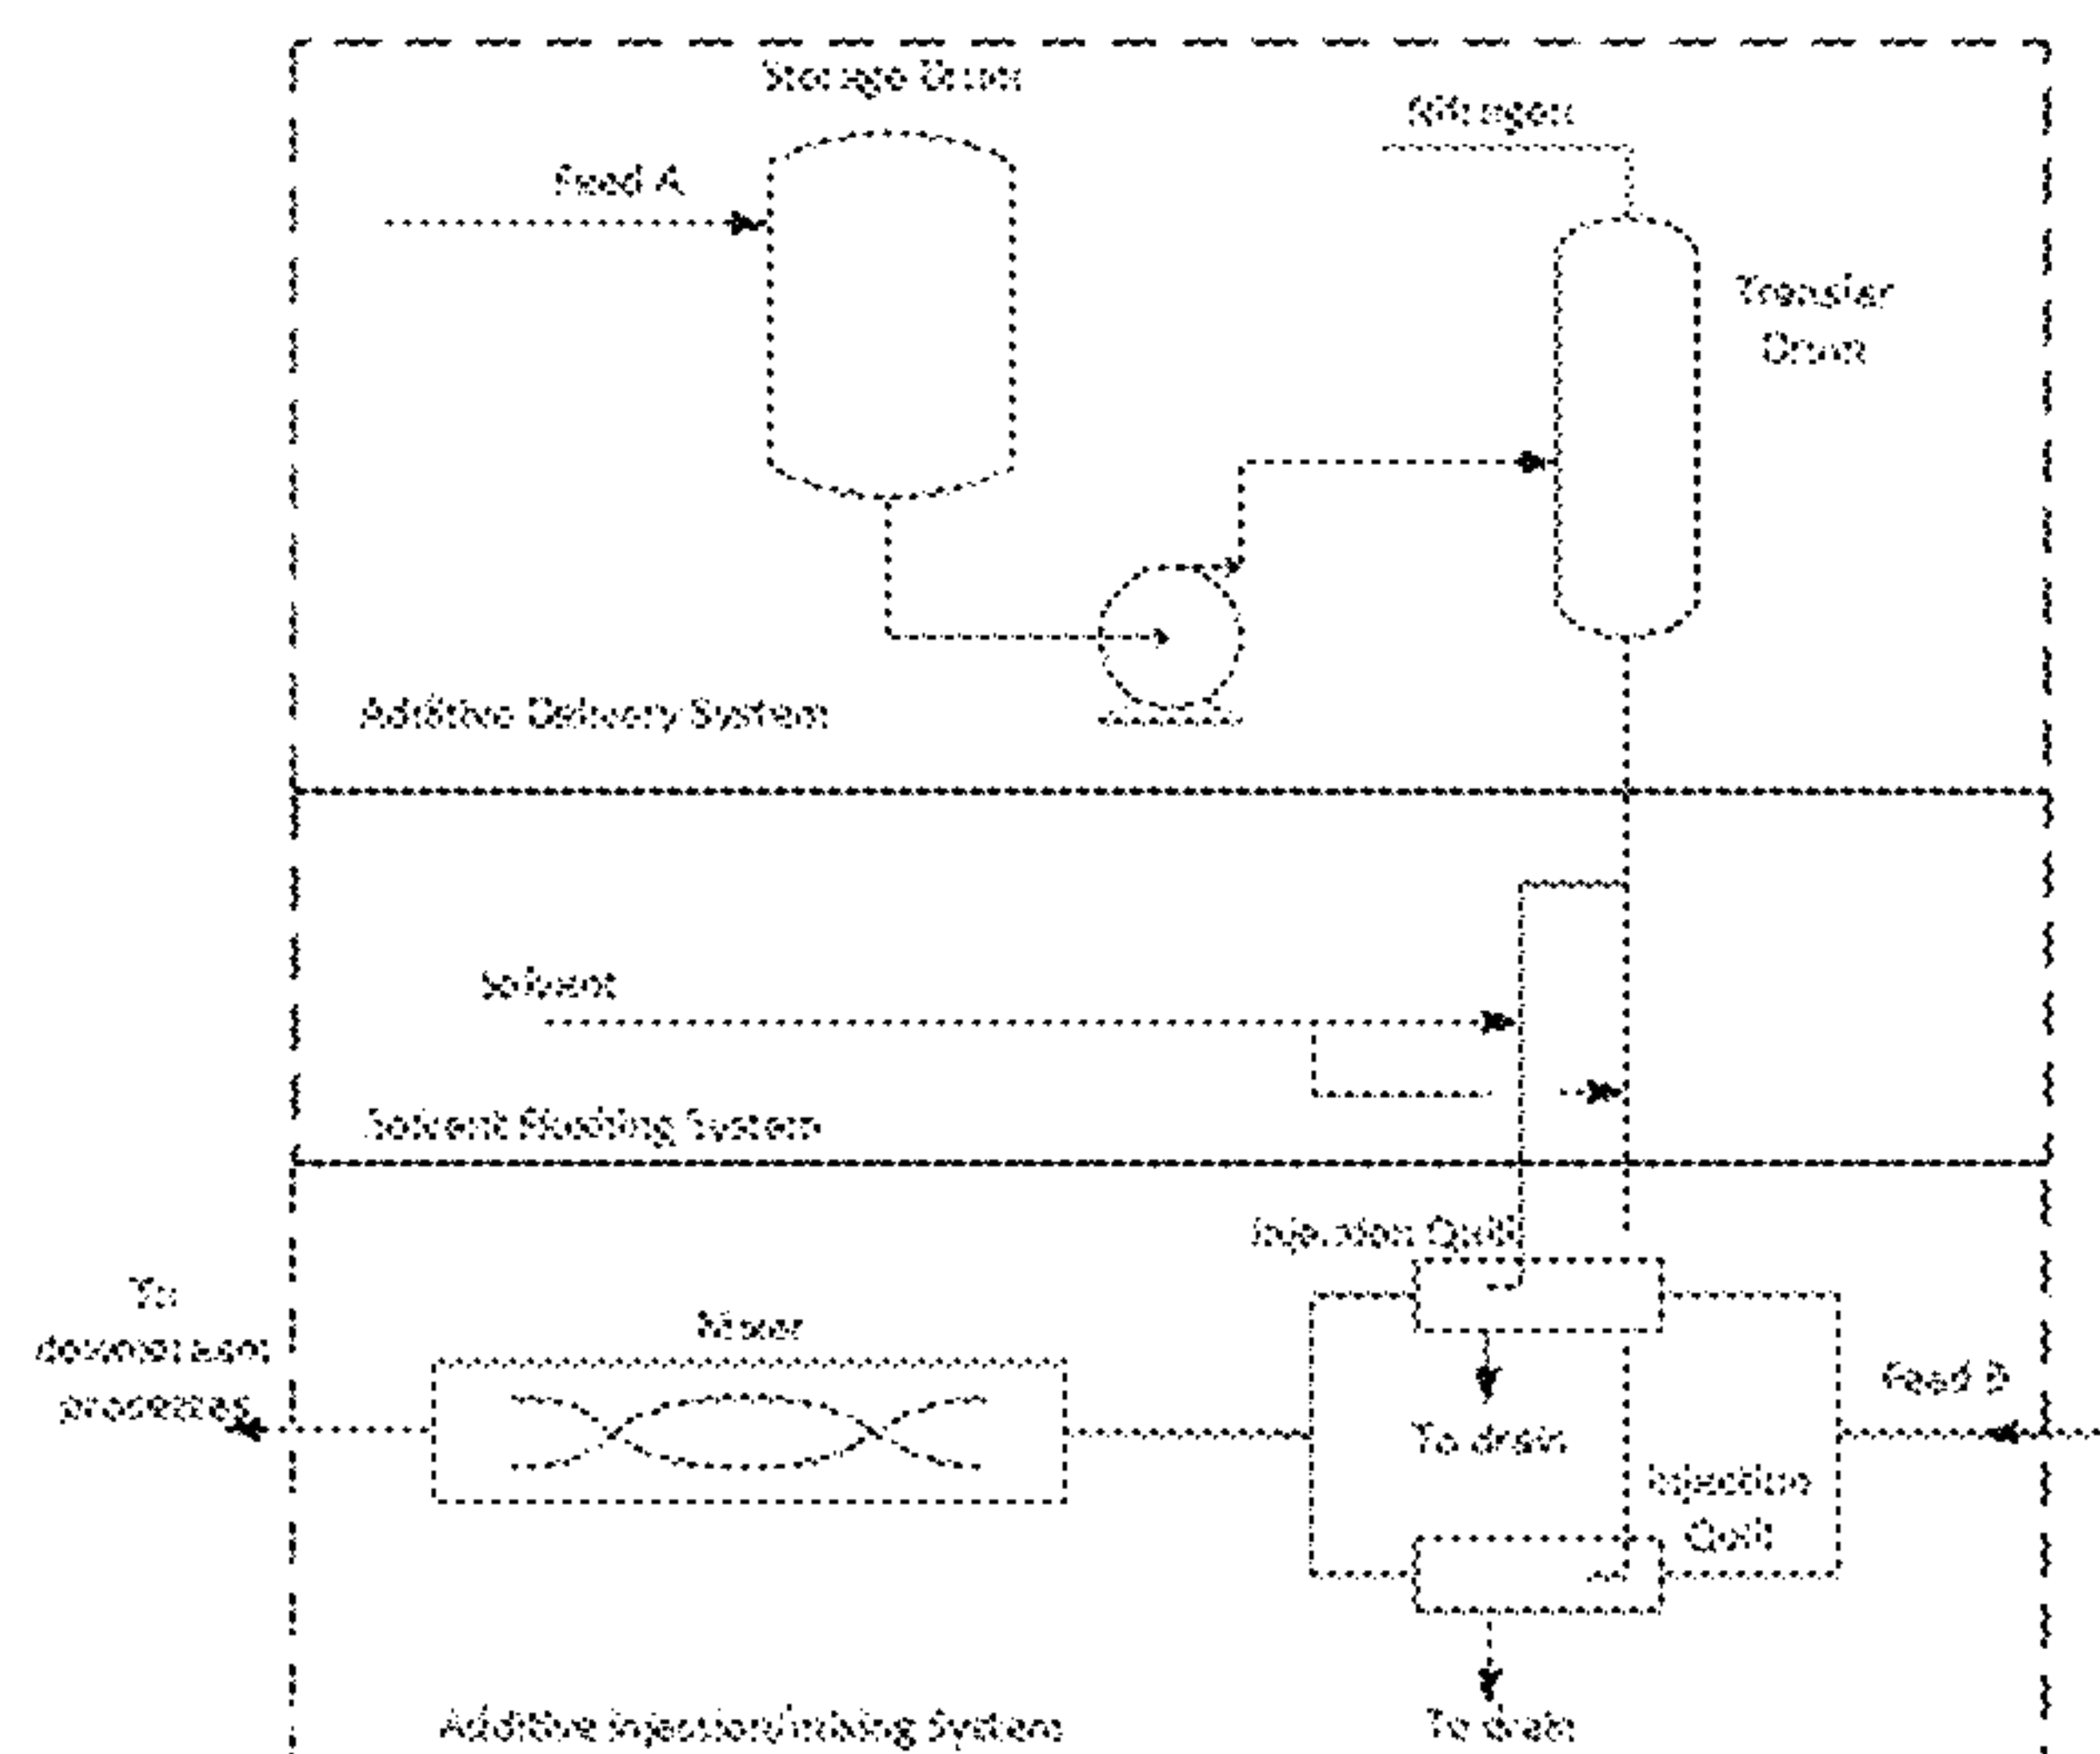 Storage Drum
Nitrogen
Feed A
Transfer
Drum
Additive Delivery System
Solvent
Solvent Flushing System
Injection Quill
To
downstream
processes
Mixer
Feed B
To drain
Injection
Quill
Additive Injection/mixing System
To drain